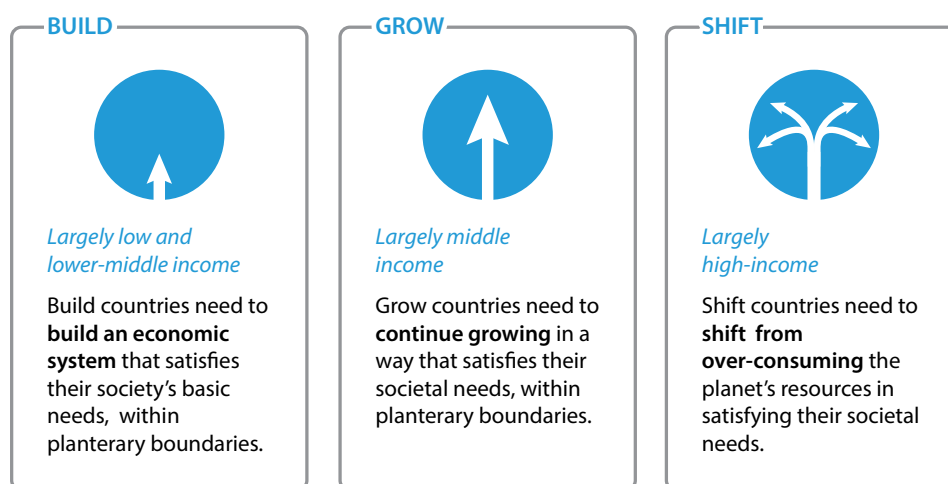 BUILD
Largely low and
lower-middle income
Build countries need to
build an economic
system that satisfies
their society's basic
needs, within
planterary boundaries.
GROW
Largely middle
income
Grow countries need to
continue growing in a
way that satisfies their
societal needs, within
planterary boundaries.
SHIFT
Largely
high-income
Shift countries need to
shift from
over-consuming the
planet's resources in
satisfying their societal
needs.